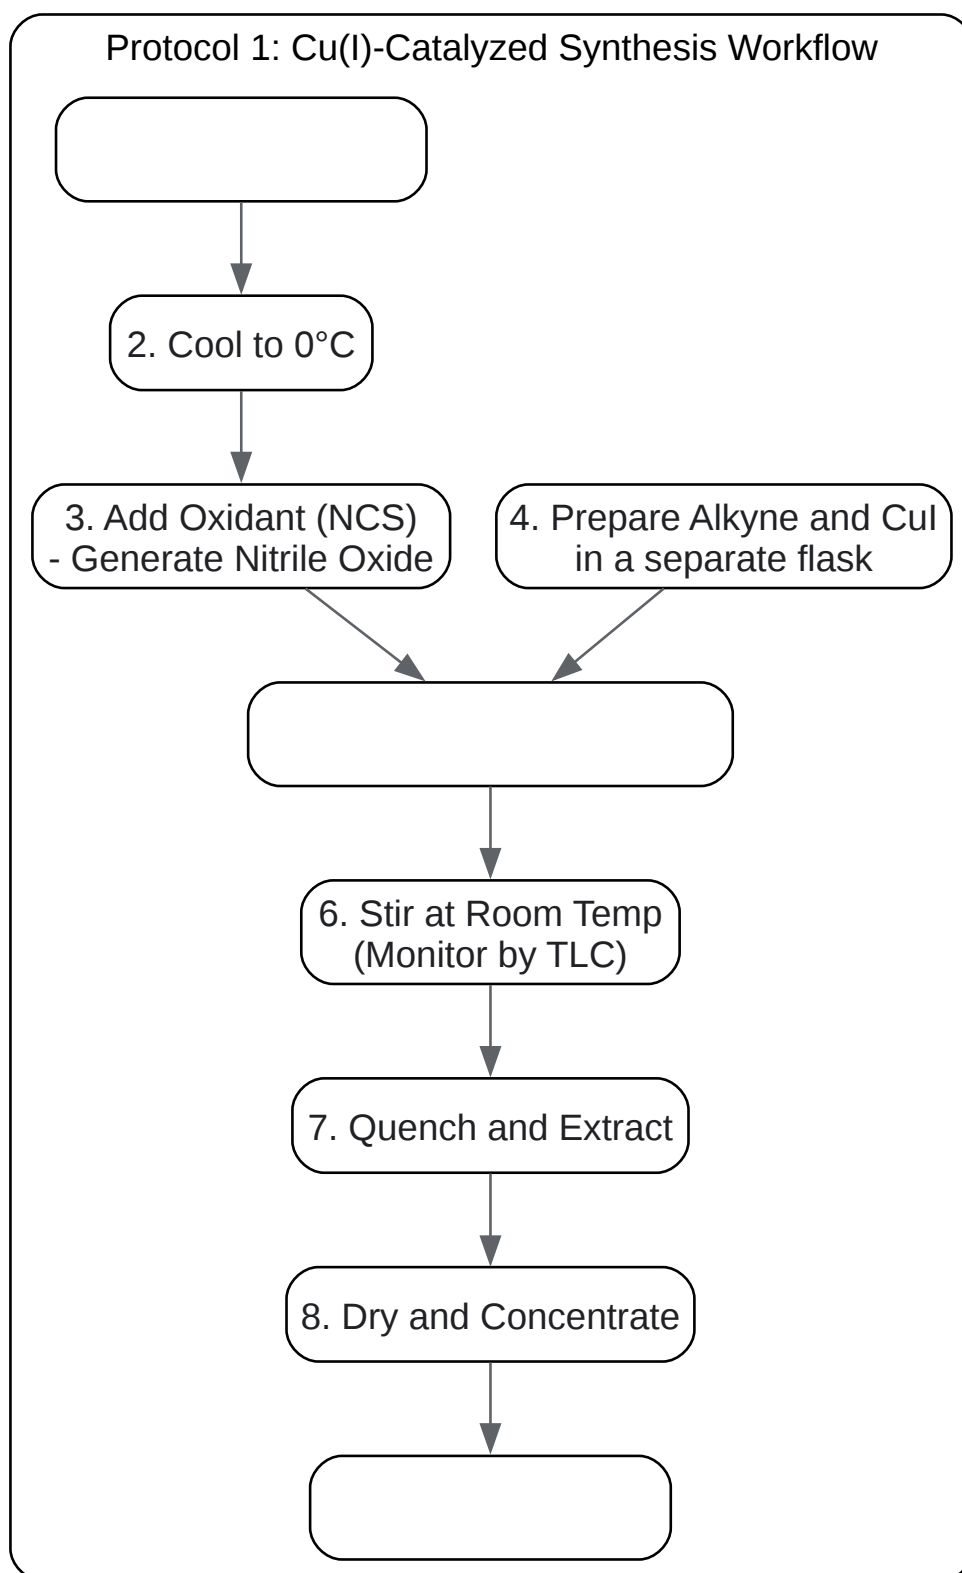 Protocol 1: Cu(I)-Catalyzed Synthesis Workflow
2. Cool to 0°C
3. Add Oxidant (NCS)
- Generate Nitrile Oxide
4. Prepare Alkyne and CuI
in a separate flask
6. Stir at Room Temp
(Monitor by TLC)
7. Quench and Extract
8. Dry and Concentrate